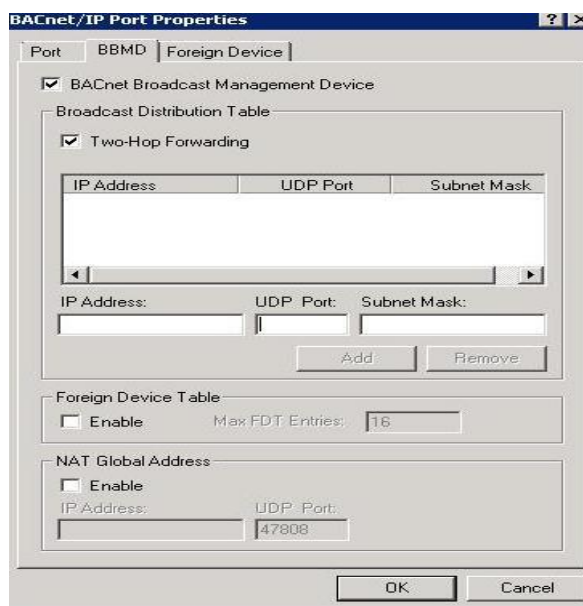 BACnet/IP Port Properties
Port BBMD Foreign Device
BACnet Broadcast Management Device
Broadcast Distribution Table
Two-Hop Forwarding
IP Address UDP Port Subnet Mask
IP Address: UDP Port: Subnet Mask:
Add Remove
Foreign Device Table
Enable Max FDT Entries: 16
NAT Global Address
Enable
IP Address: UDP Port:
47808
OK Cancel